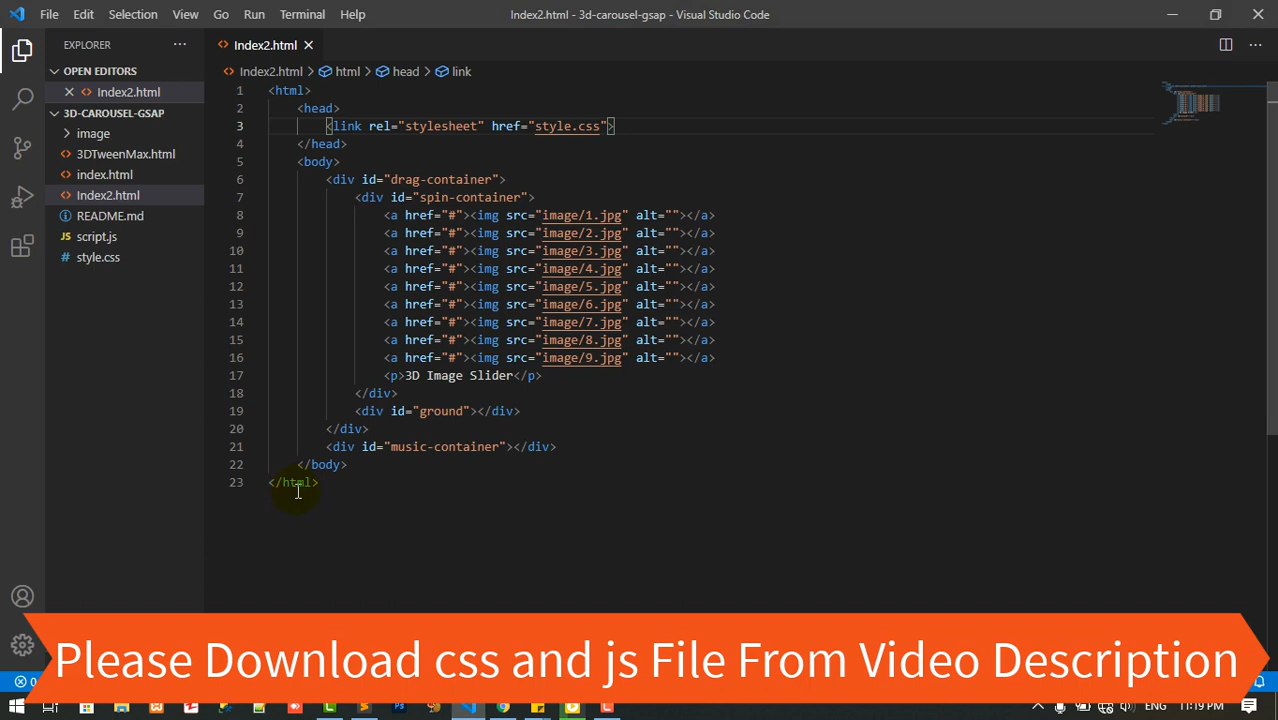 File Edit Selection View Go Run Terminal Help Index2.html - 3d-carousel-gsap - Visual Studio Code
EXPLORER
OPEN EDITORS
Index2.html
3D-CAROUSEL-GSAP
image
3DTweenMax.html
index.html
Index2.html
README.md
script.js
style.css
Index2.html
Index2.html > html > head > link
1 <html>
2 <head>
3 <link rel="stylesheet" href="style.css">
4 </head>
5 <body>
6 <div id="drag-container">
7 <div id="spin-container">
8 <a href="#"><img src="image/1.jpg" alt=""></a>
9 <a href="#"><img src="image/2.jpg" alt=""></a>
10 <a href="#"><img src="image/3.jpg" alt=""></a>
11 <a href="#"><img src="image/4.jpg" alt=""></a>
12 <a href="#"><img src="image/5.jpg" alt=""></a>
13 <a href="#"><img src="image/6.jpg" alt=""></a>
14 <a href="#"><img src="image/7.jpg" alt=""></a>
15 <a href="#"><img src="image/8.jpg" alt=""></a>
16 <a href="#"><img src="image/9.jpg" alt=""></a>
17 <p>3D Image Slider</p>
18 </div>
19 <div id="ground"></div>
20 </div>
21 <div id="music-container"></div>
22 </body>
23 </html>
Please Download css and js File From Video Description
0
ENG 11:19 PM